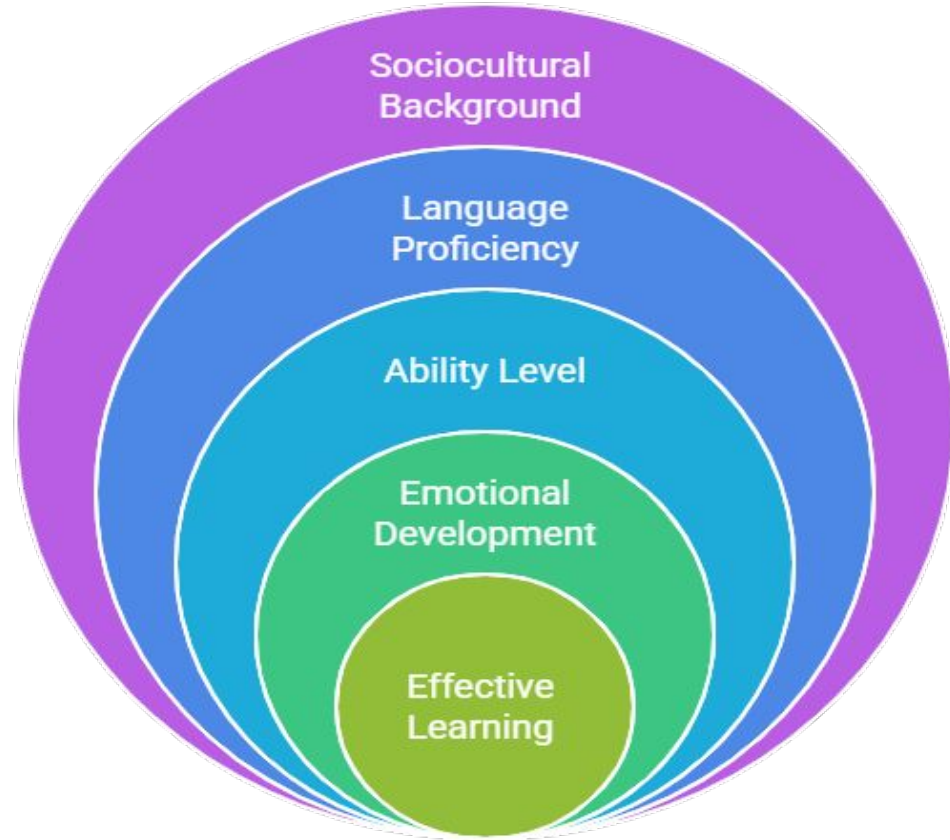 Sociocultural
Background
Language
Proficiency
Ability Level
Emotional
Development
Effective
Learning